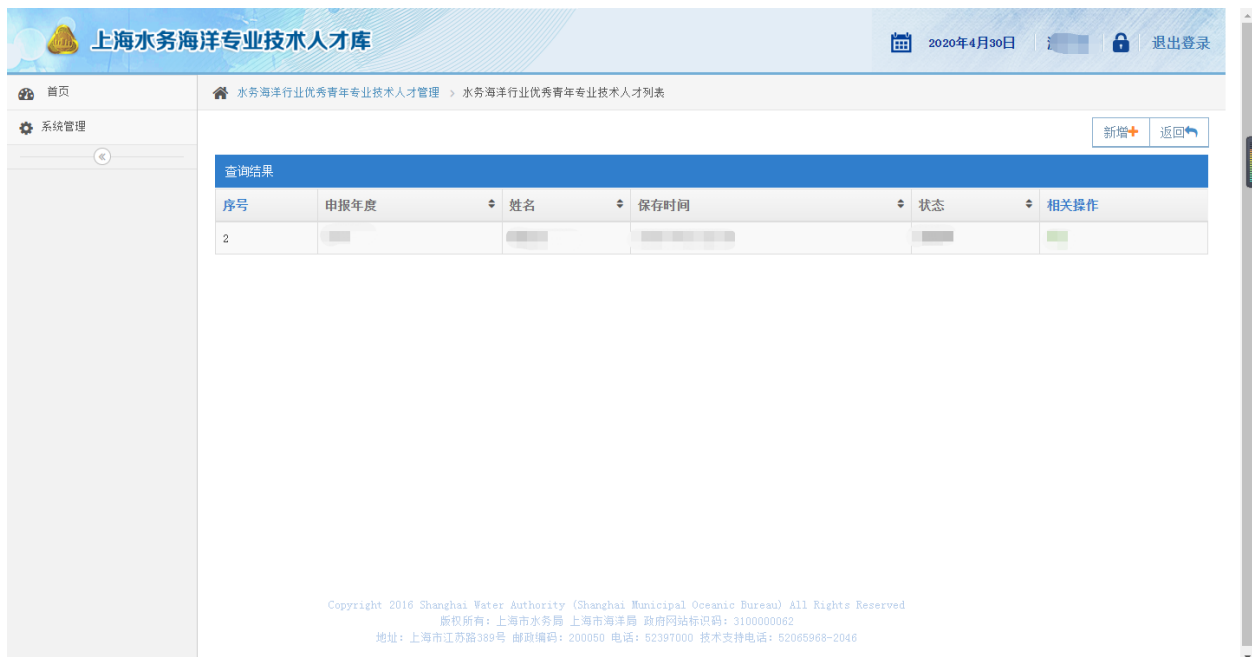 上海水务海洋专业技术人才库
2020年4月30日 退出登录
首页
水务海洋行业优秀青年专业技术人才管理 > 水务海洋行业优秀青年专业技术人才列表
系统管理
新增 返回
查询结果
序号 申报年度 姓名 保存时间 状态 相关操作
2
Copyright 2016 Shanghai Water Authority (Shanghai Municipal Oceanic Bureau) All Rights Reserved
版权所有: 上海市水务局 上海市海洋局 政府网站标识码: 3100000062
地址: 上海市江苏路389号 邮政编码: 200050 电话: 52397000 技术支持电话: 52065968-2046